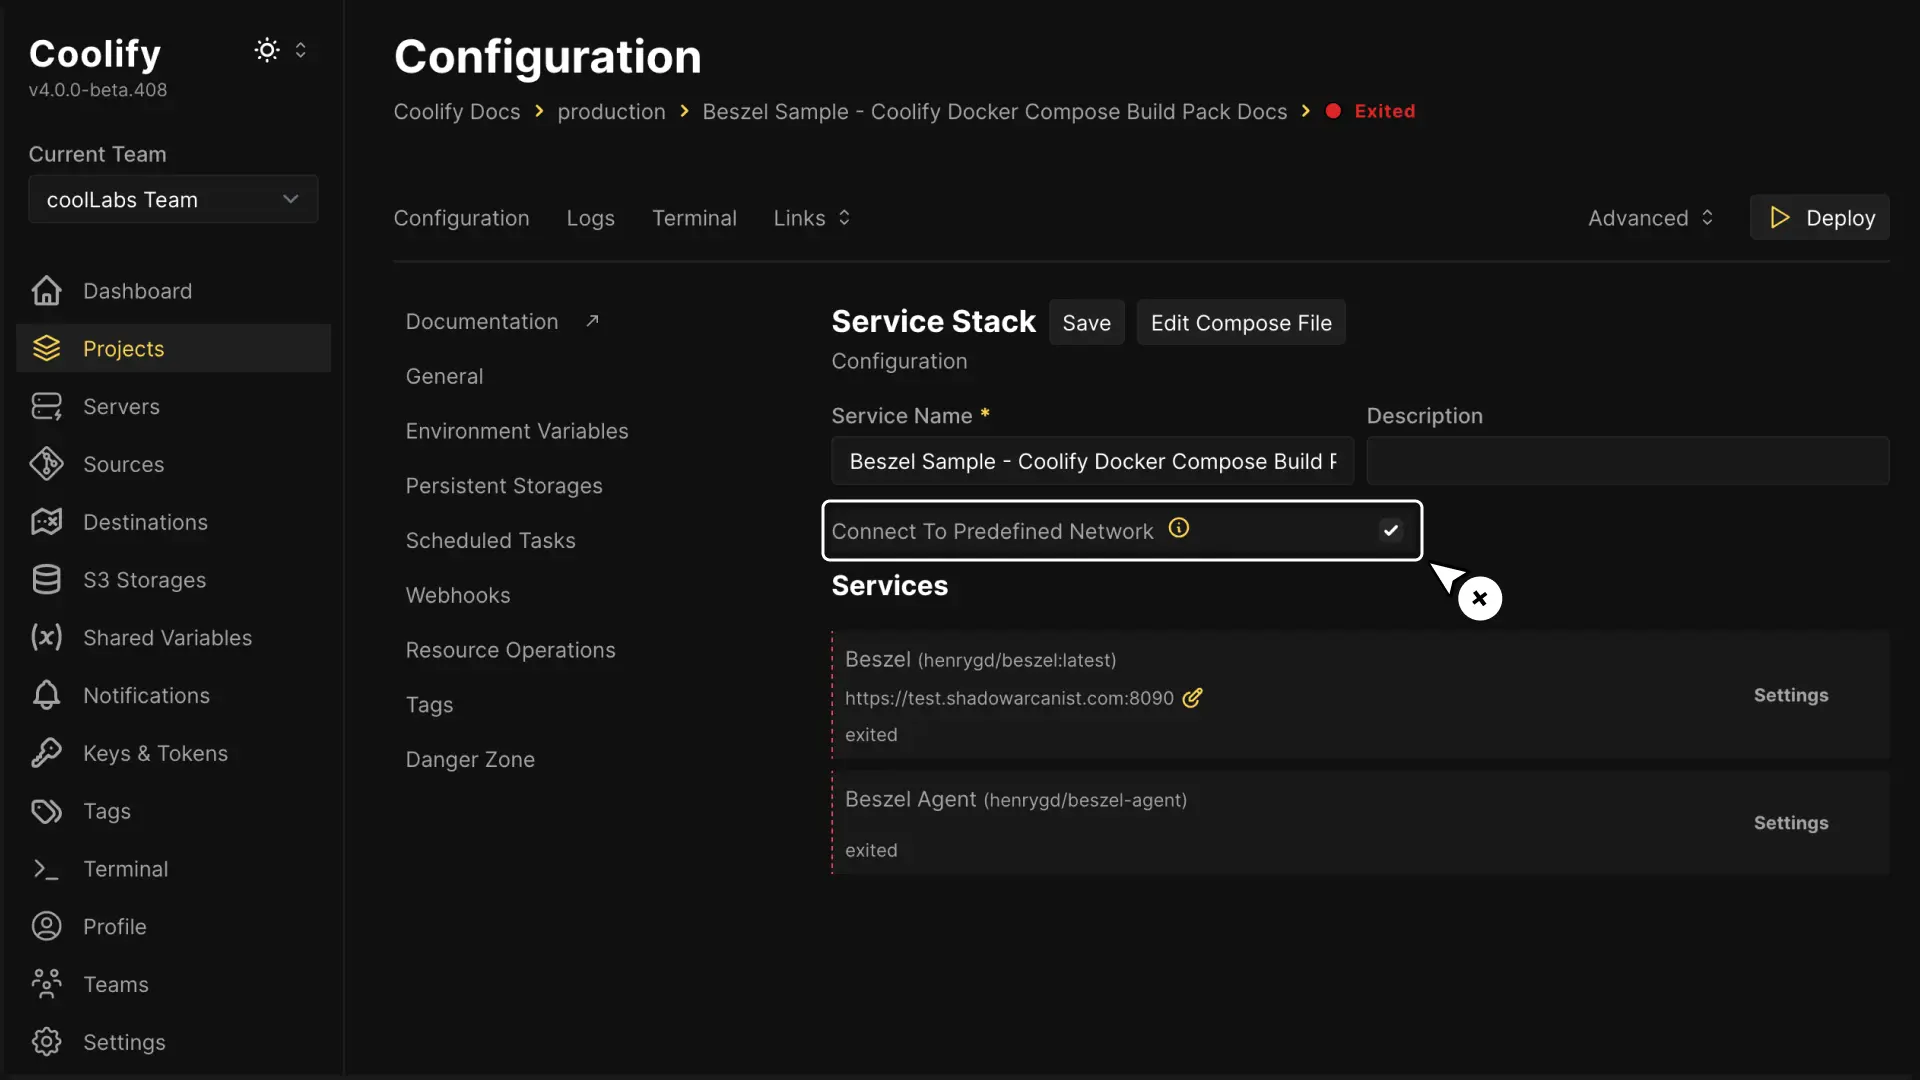 Coolify
v4.0.0-beta.408
Current Team
coolLabs Team
Dashboard
Projects
Servers
Sources
Destinations
S3 Storages
Shared Variables
Notifications
Keys & Tokens
Tags
Terminal
Profile
Teams
Settings
Configuration
Coolify Docs > production > Beszel Sample - Coolify Docker Compose Build Pack Docs > Exited
Configuration Logs Terminal Links
Advanced Deploy
Documentation
General
Environment Variables
Persistent Storages
Scheduled Tasks
Webhooks
Resource Operations
Tags
Danger Zone
Service Stack Save Edit Compose File
Configuration
Service Name * Description
Beszel Sample - Coolify Docker Compose Build
Connect To Predefined Network
Services
Beszel (henrygd/beszel:latest)
https://test.shadowarcanist.com:8090
exited
Settings
Beszel Agent (henrygd/beszel-agent)
exited
Settings